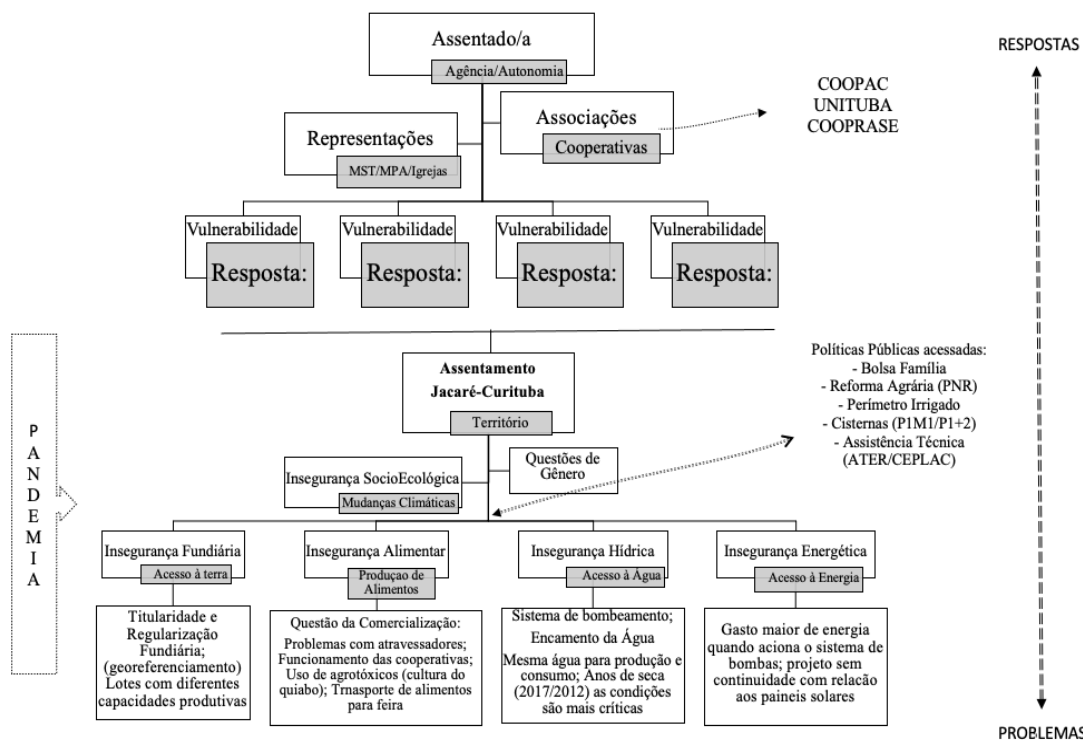 RESPOSTAS
Assentado/a
Agência/Autonomia
COOPAC
UNITUBA
COOPRASE
Associações
Cooperativas
Representações
MST/MPA/Igrejas
Vulnerabilidade
Resposta:
Vulnerabilidade
Resposta:
Vulnerabilidade
Resposta:
Vulnerabilidade
Resposta:
PANDEMIA
Assentamento
Jacaré-Curituba
Território
Políticas Públicas acessadas:
- Bolsa Família
- Reforma Agrária (PNR)
- Perímetro Irrigado
- Cisternas (P1M1/P1+2)
- Assistência Técnica
(ATER/CEPLAC)
Questões de
Gênero
Insegurança SocioEcológica
Mudanças Climáticas
Insegurança Fundiária
Acesso à terra
Insegurança Alimentar
Produçao de
Alimentos
Insegurança Hídrica
Acesso à Água
Insegurança Energética
Acesso à Energia
Titularidade e
Regularização
Fundiária;
(georeferenciamento)
Lotes com diferentes
capacidades produtivas
Questão da Comercialização:
Problemas com atravessadores;
Funcionamento das cooperativas;
Uso de agrotóxicos (cultura do
quiabo); Trnasporte de alimentos
para feira
Sistema de bombeamento;
Encamento da Água
Mesma água para produção e
consumo; Anos de seca
(2017/2012) as condições
são mais críticas
Gasto maior de energia
quando aciona o sistema de
bombas; projeto sem
continuidade com relação
aos paineis solares
PROBLEMAS